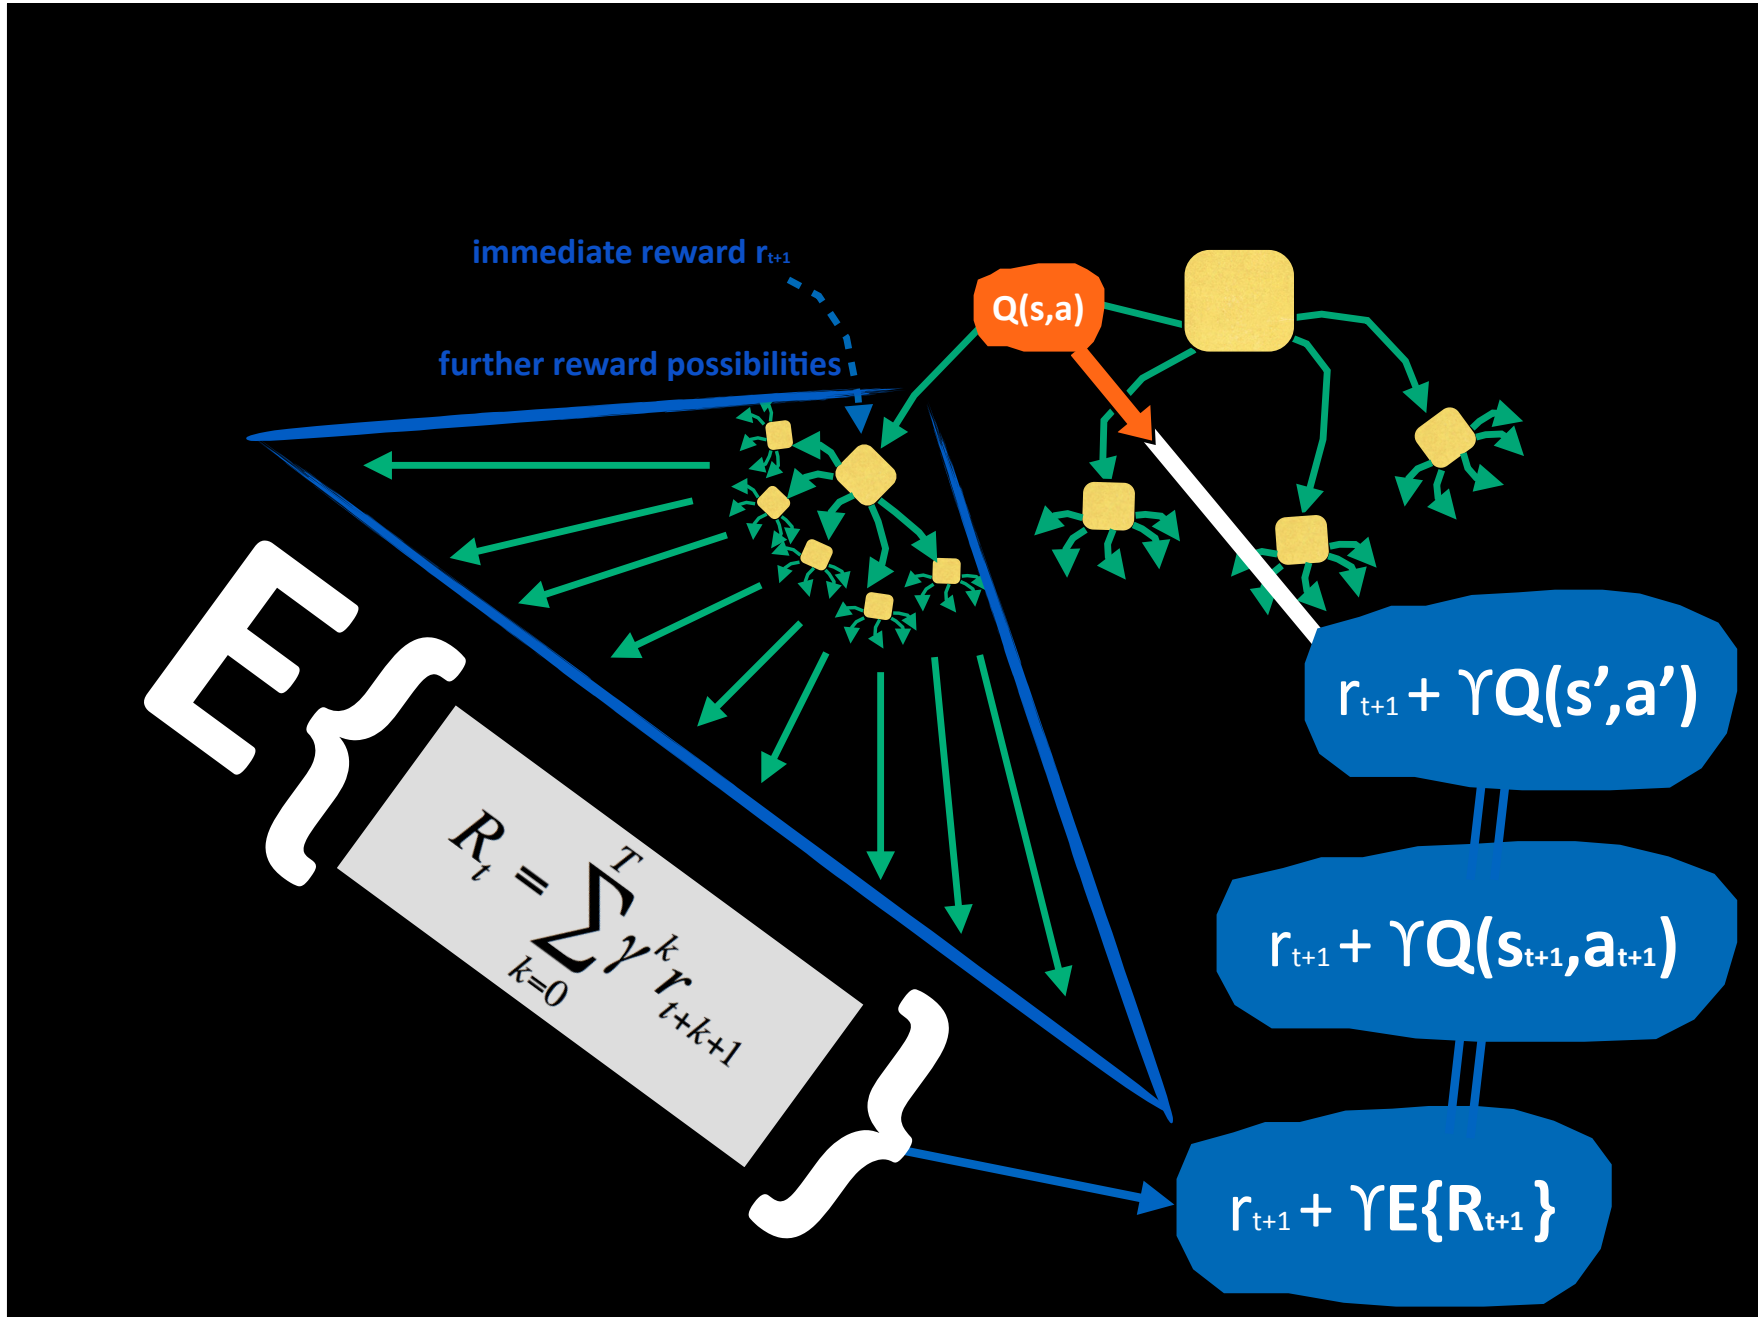 immediate reward rₜ₊₁
Q(s,a)
further reward possibilities
E{
Rₜ = ∑ γᵏ rₜ₊ₖ₊₁
T
k=0
}
rₜ₊₁ + ϒQ(s’,a’)
rₜ₊₁ + ϒQ(sₜ₊₁,aₜ₊₁)
rₜ₊₁ + ϒE{Rₜ₊₁ }